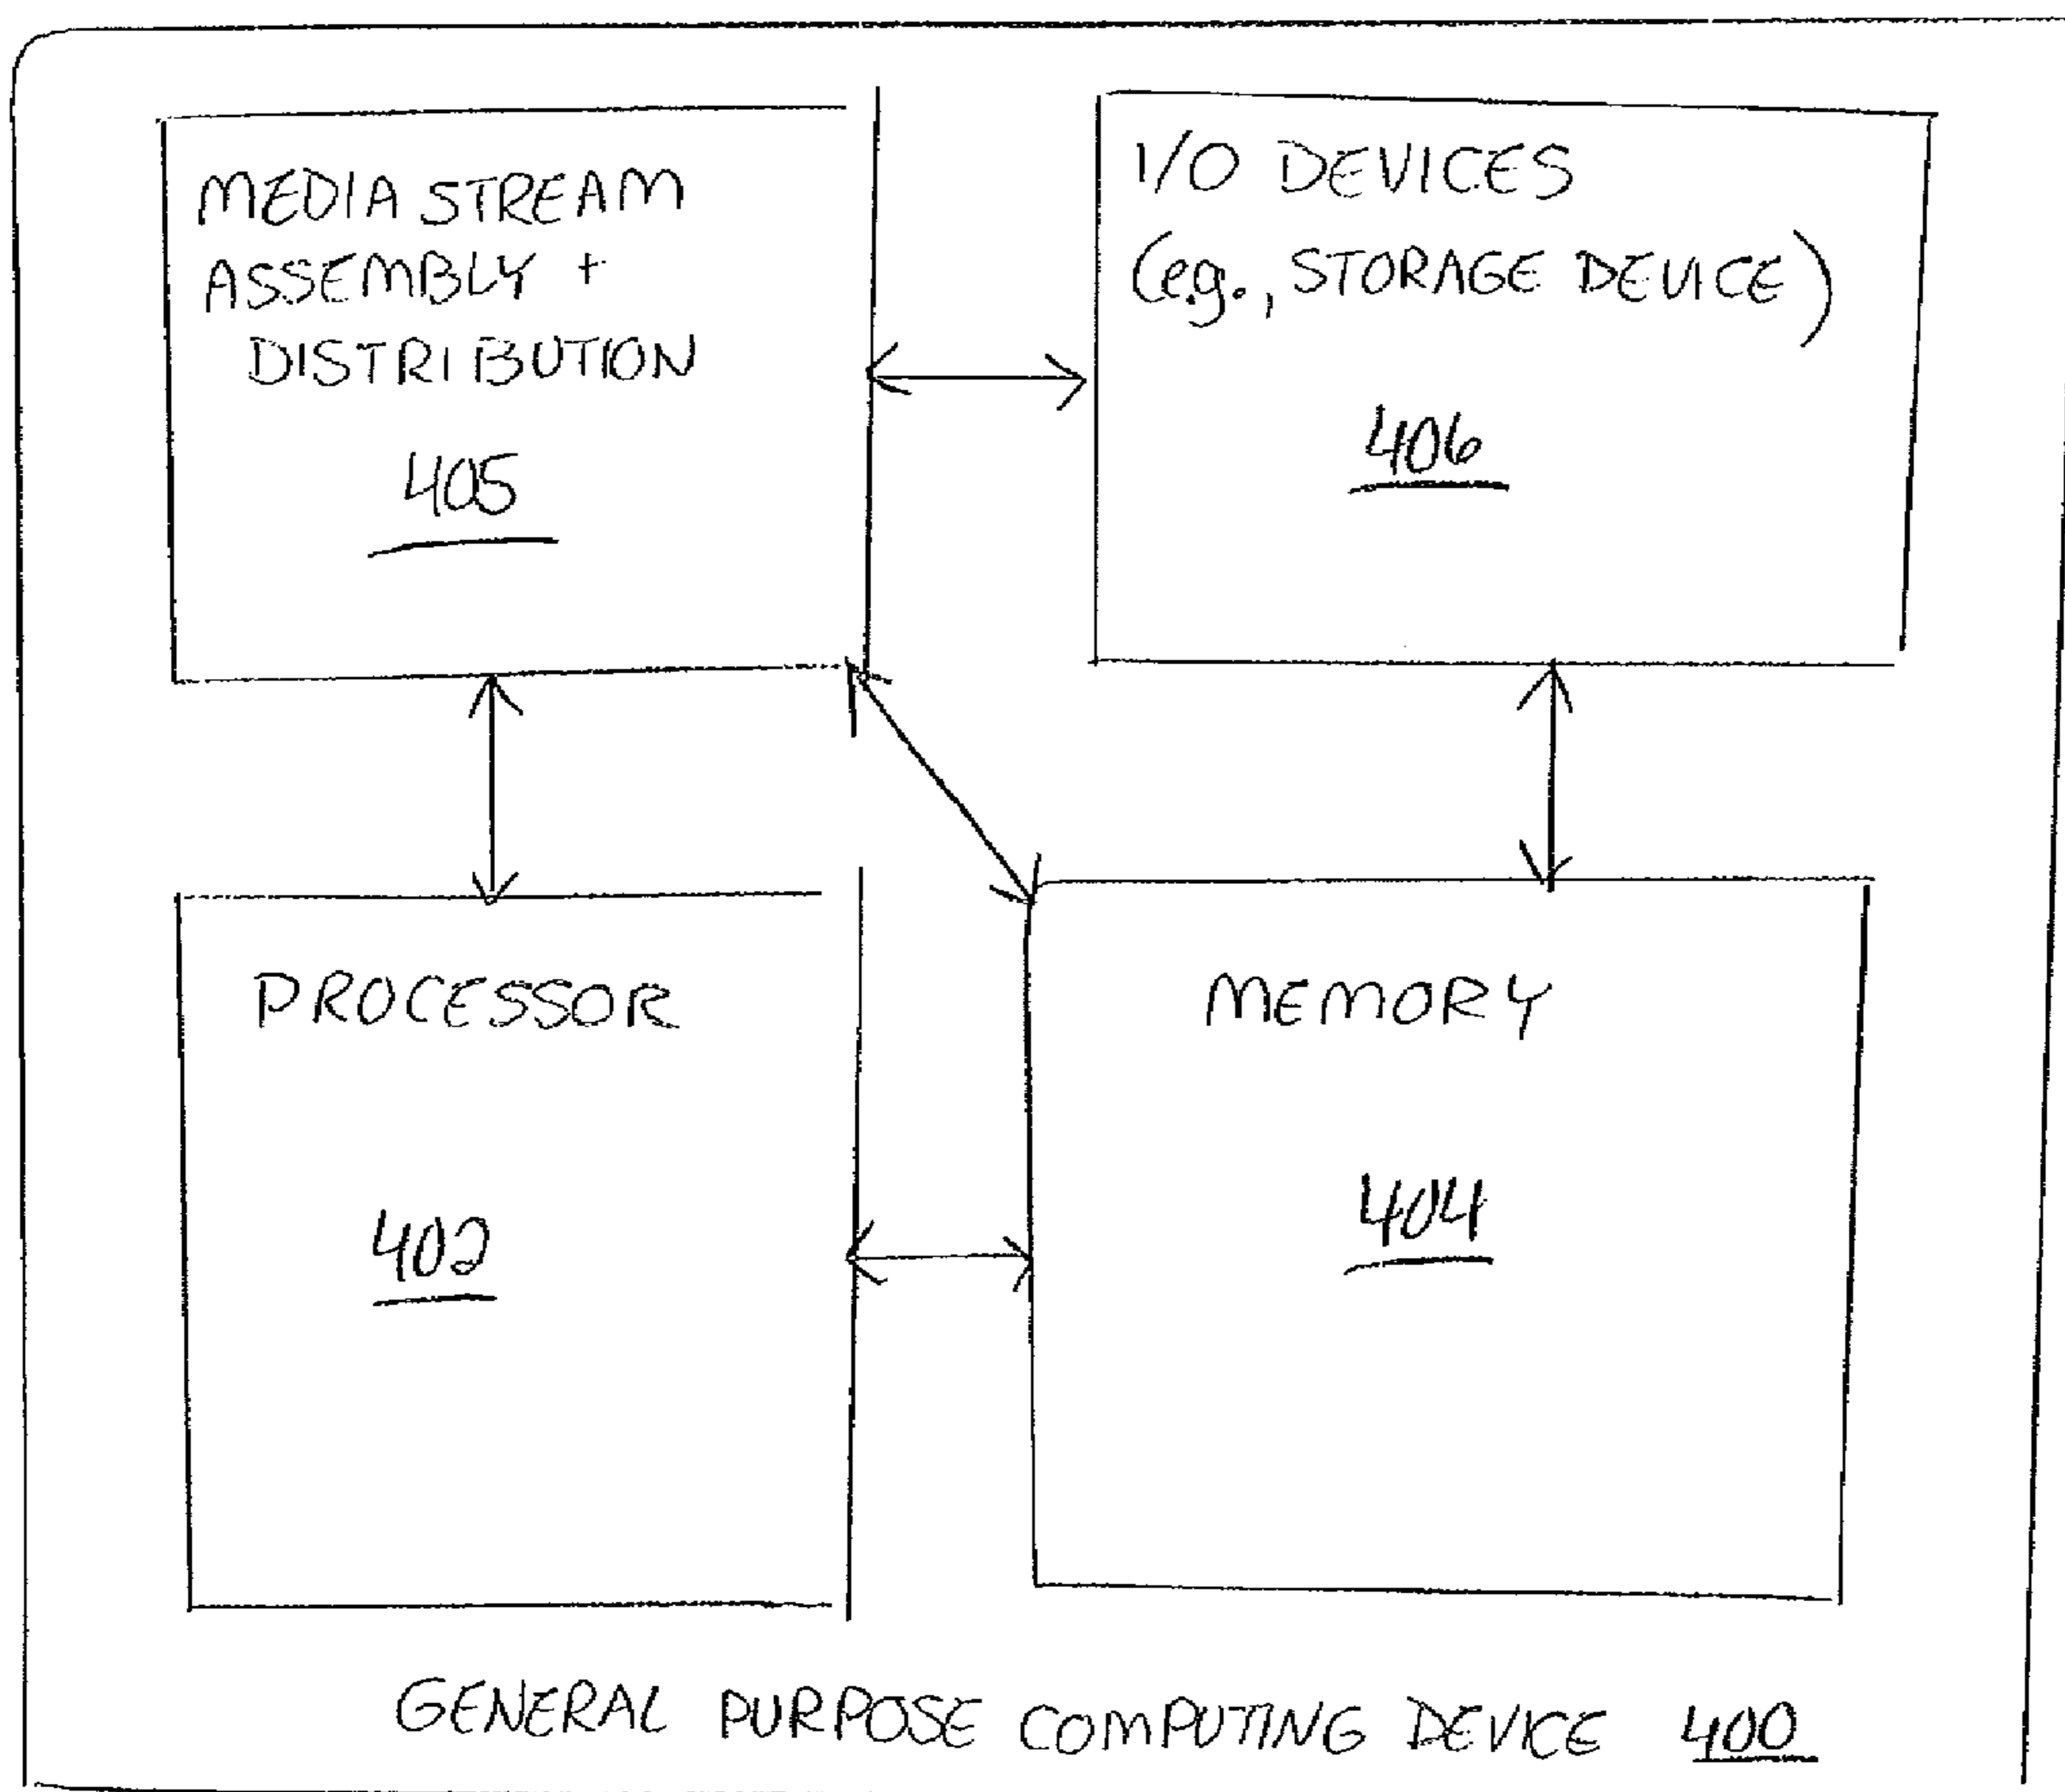 MEDIA STREAM
ASSEMBLY +
DISTRIBUTION
405
I/O DEVICES
(e.g., STORAGE DEVICE)
406
PROCESSOR
402
MEMORY
404
GENERAL PURPOSE COMPUTING DEVICE 400